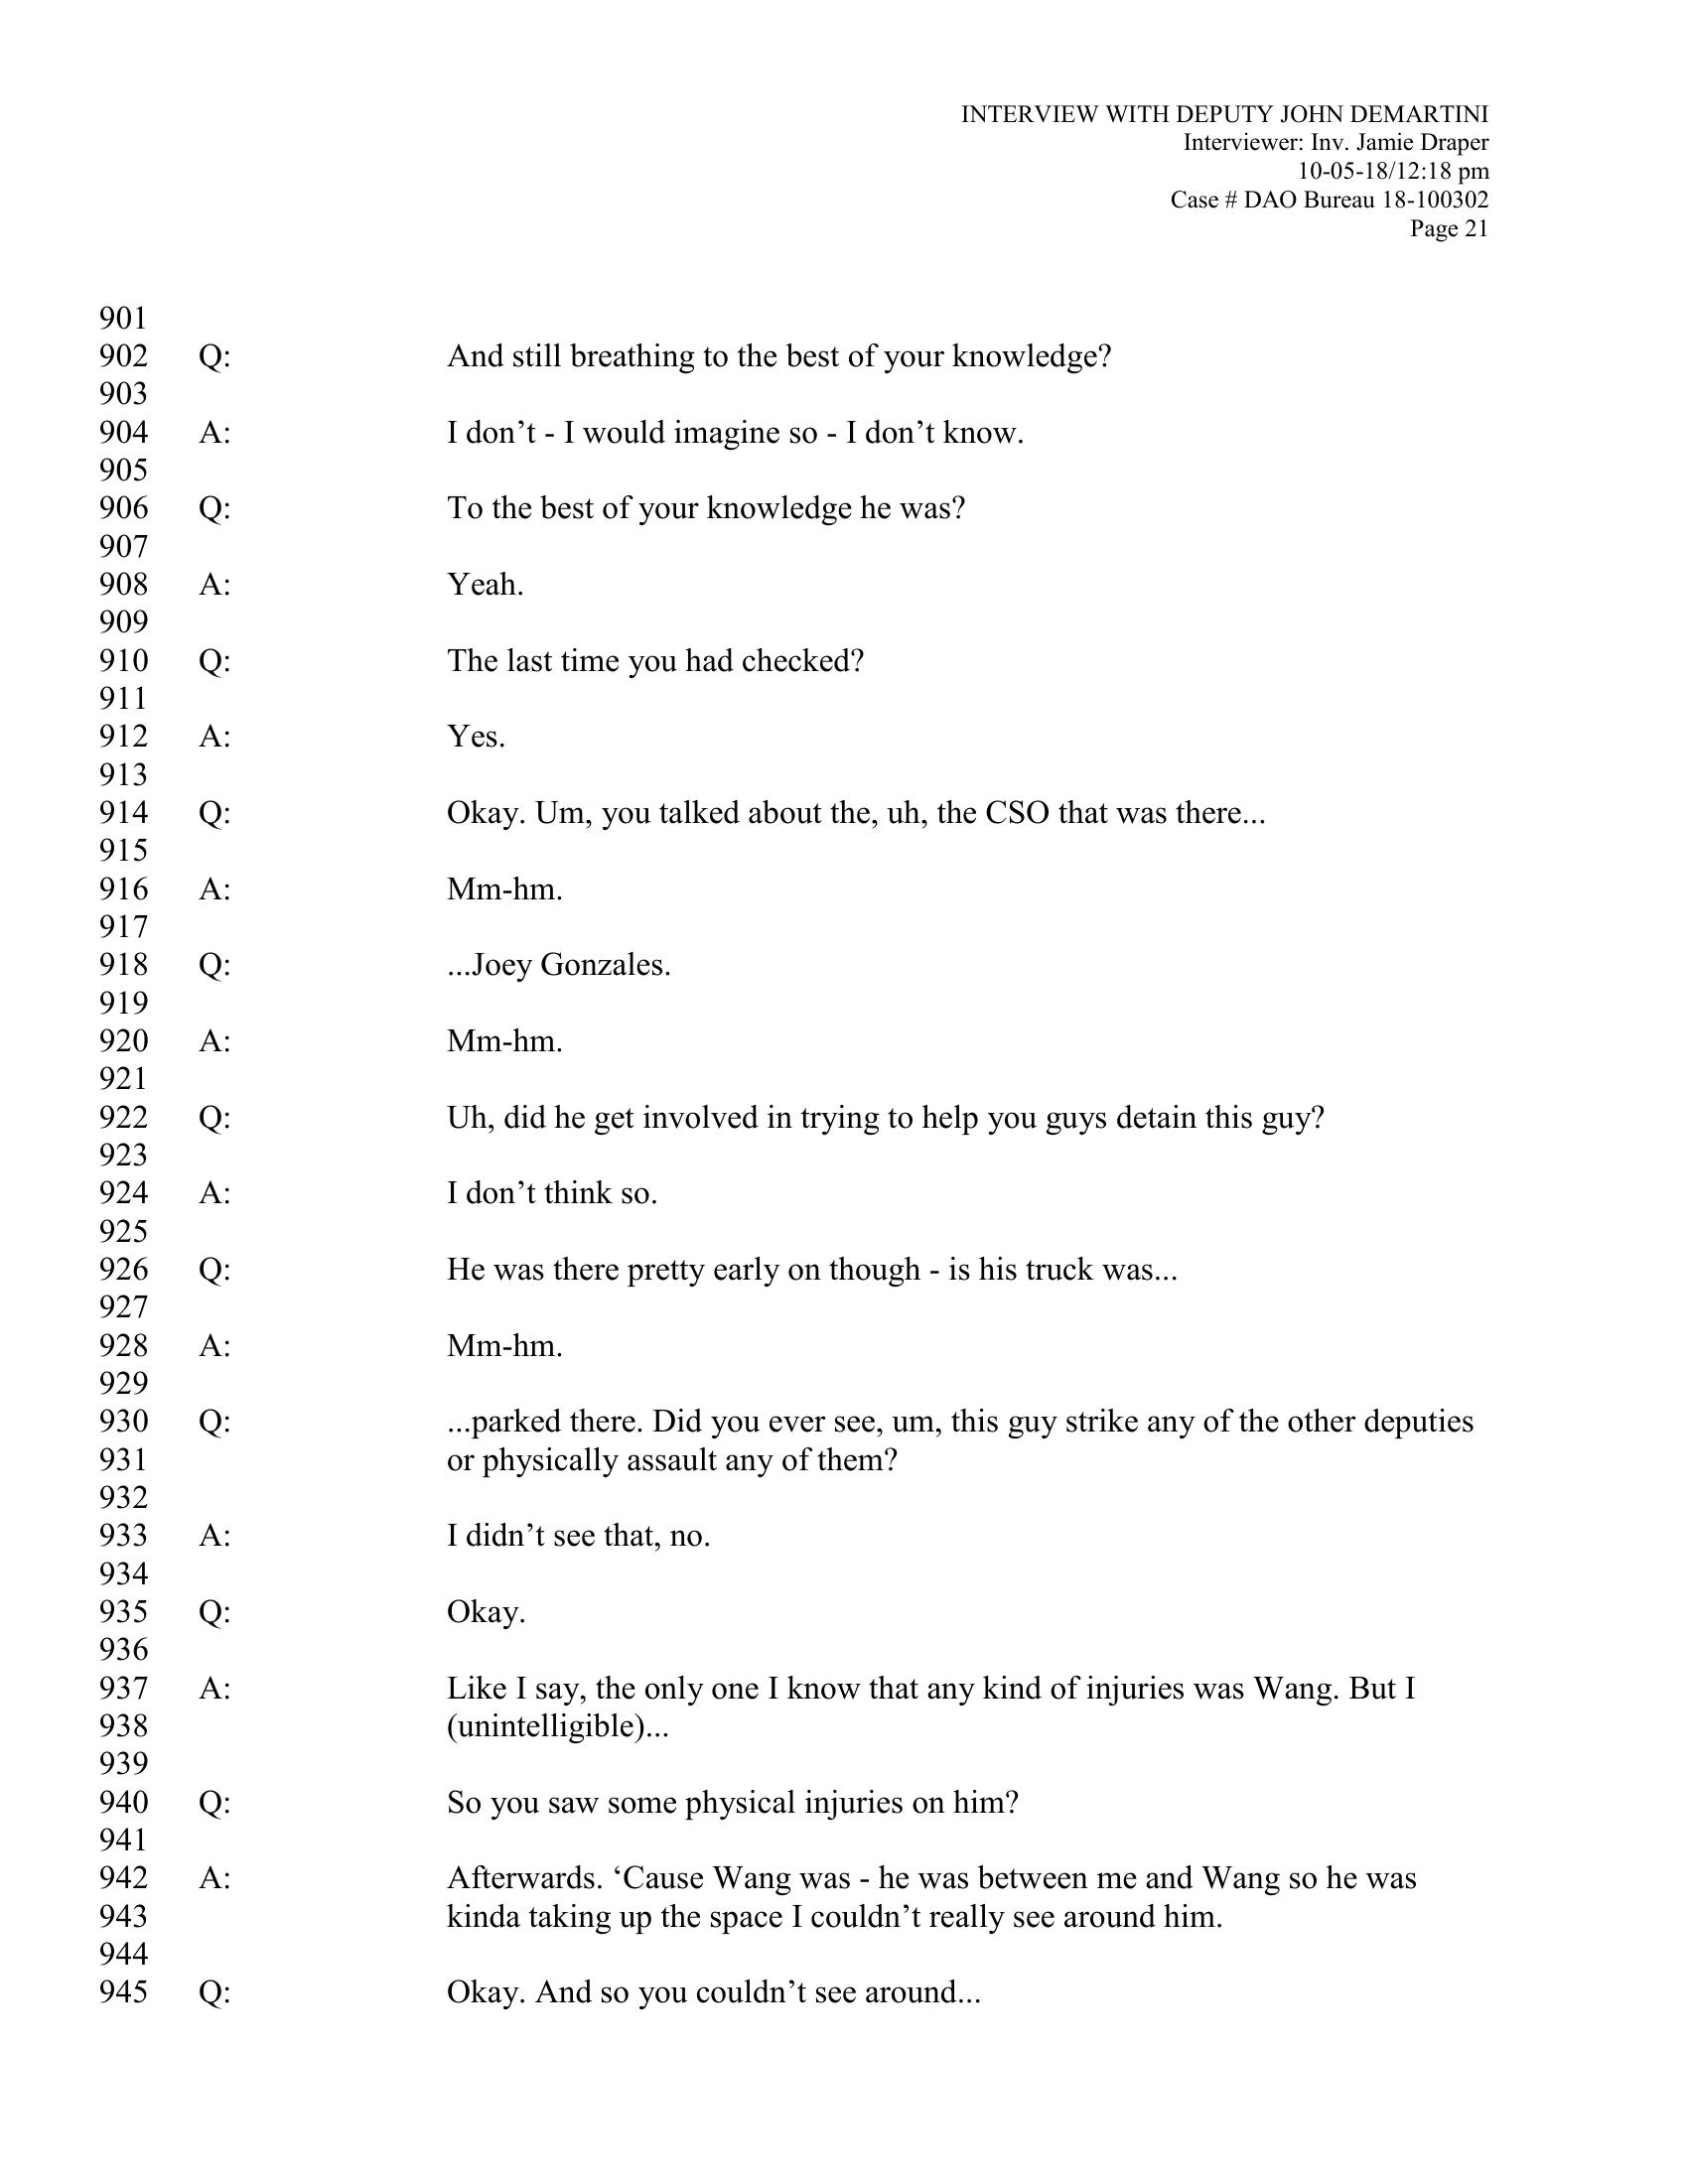 INTERVIEW WITH DEPUTY JOHN DEMARTINI
Interviewer: Inv. Jamie Draper
10-05-18/12:18 pm
Case # DAO Bureau 18-100302
Page 21
901
902 Q: And still breathing to the best of your knowledge?
903
904 A: I don’t - I would imagine so - I don’t know.
905
906 Q: To the best of your knowledge he was?
907
908 A: Yeah.
909
910 Q: The last time you had checked?
911
912 A: Yes.
913
914 Q: Okay. Um, you talked about the, uh, the CSO that was there...
915
916 A: Mm-hm.
917
918 Q: ...Joey Gonzales.
919
920 A: Mm-hm.
921
922 Q: Uh, did he get involved in trying to help you guys detain this guy?
923
924 A: I don’t think so.
925
926 Q: He was there pretty early on though - is his truck was...
927
928 A: Mm-hm.
929
930 Q: ...parked there. Did you ever see, um, this guy strike any of the other deputies
931 or physically assault any of them?
932
933 A: I didn’t see that, no.
934
935 Q: Okay.
936
937 A: Like I say, the only one I know that any kind of injuries was Wang. But I
938 (unintelligible)...
939
940 Q: So you saw some physical injuries on him?
941
942 A: Afterwards. ‘Cause Wang was - he was between me and Wang so he was
943 kinda taking up the space I couldn’t really see around him.
944
945 Q: Okay. And so you couldn’t see around...